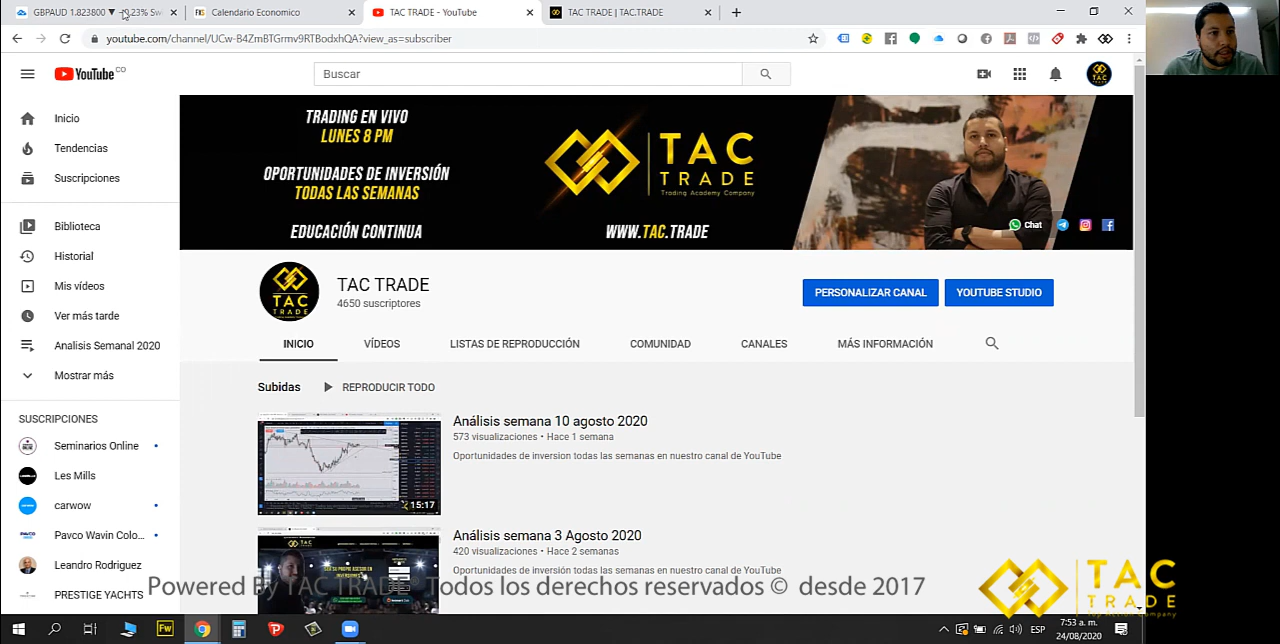 GBPAUD 1.823800 ▼ -0.23% Sw
Calendario Economico
TAC TRADE - YouTube
TAC TRADE | TAC.TRADE
youtube.com/channel/UCw-B4ZmBTGrmv9RTBodxhQA?view_as=subscriber
YouTube CO
Buscar
Inicio
Tendencias
Suscripciones
Biblioteca
Historial
Mis vídeos
Ver más tarde
Analisis Semanal 2020
Mostrar más
SUSCRIPCIONES
Seminarios Online
Les Mills
carwow
Pavco Wavin Colo...
Leandro Rodriguez
PRESTIGE YACHTS
TRADING EN VIVO
LUNES 8 PM
OPORTUNIDADES DE INVERSIÓN
TODAS LAS SEMANAS
EDUCACIÓN CONTINUA
TAC
TRADE
Trading Academy Company
WWW.TAC.TRADE
Chat
TAC
TRADE
TAC TRADE
4650 suscriptores
PERSONALIZAR CANAL
YOUTUBE STUDIO
INICIO
VÍDEOS
LISTAS DE REPRODUCCIÓN
COMUNIDAD
CANALES
MÁS INFORMACIÓN
Subidas
REPRODUCIR TODO
Análisis semana 10 agosto 2020
573 visualizaciones • Hace 1 semana
Oportunidades de inversion todas las semanas en nuestro canal de YouTube
15:17
Análisis semana 3 Agosto 2020
420 visualizaciones • Hace 2 semanas
Oportunidades de inversión todas las semanas en nuestro canal de YouTube
Powered By TAC TRADE Todos los derechos reservados © desde 2017
TAC
TRADE
Fw
ESP
7:53 a. m.
24/08/2020